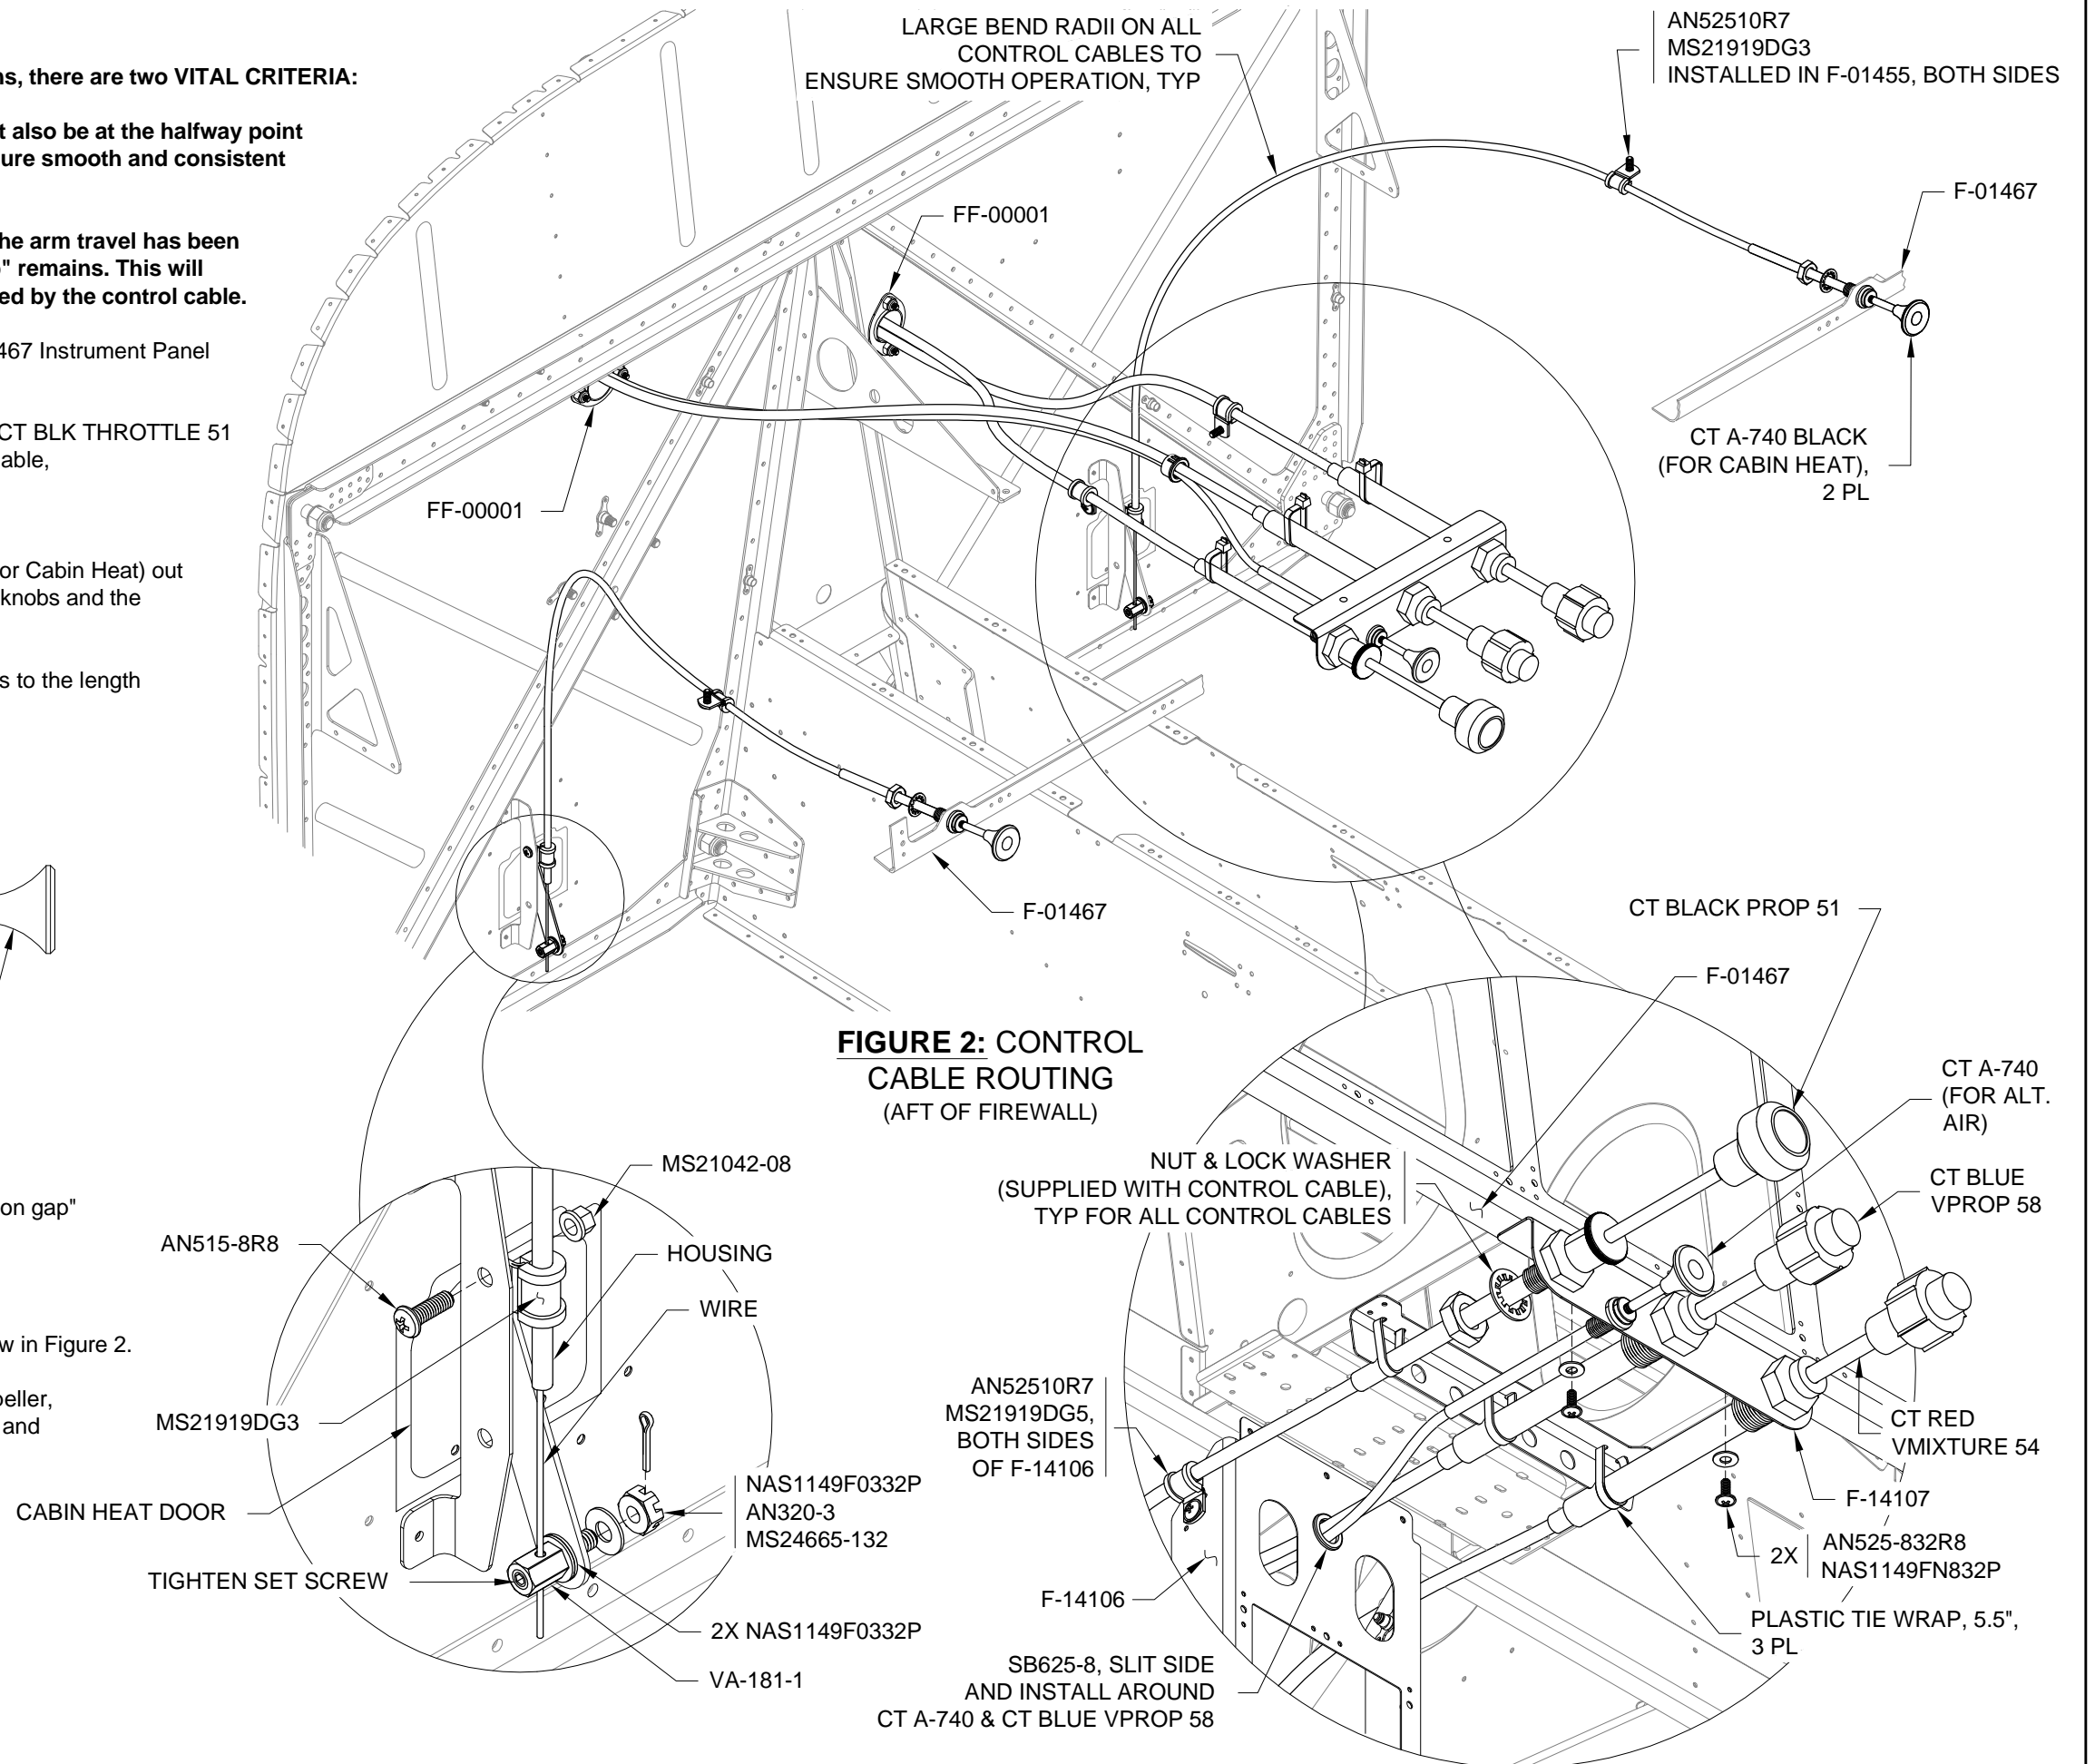 ns, there are two VITAL CRITERIA:
t also be at the halfway point
ure smooth and consistent
he arm travel has been
" remains. This will
ed by the control cable.
467 Instrument Panel
CT BLK THROTTLE 51
able,
or Cabin Heat) out
knobs and the
s to the length
on gap"
w in Figure 2.
eller,
and
LARGE BEND RADII ON ALL
CONTROL CABLES TO
ENSURE SMOOTH OPERATION, TYP
AN52510R7
MS21919DG3
INSTALLED IN F-01455, BOTH SIDES
F-01467
FF-00001
CT A-740 BLACK
(FOR CABIN HEAT),
2 PL
FF-00001
F-01467
FIGURE 2: CONTROL
CABLE ROUTING
(AFT OF FIREWALL)
CT BLACK PROP 51
F-01467
CT A-740
(FOR ALT.
AIR)
CT BLUE
VPROP 58
NUT & LOCK WASHER
(SUPPLIED WITH CONTROL CABLE),
TYP FOR ALL CONTROL CABLES
AN52510R7
MS21919DG5,
BOTH SIDES
OF F-14106
CT RED
VMIXTURE 54
F-14107
2X
AN525-832R8
NAS1149FN832P
PLASTIC TIE WRAP, 5.5",
3 PL
F-14106
SB625-8, SLIT SIDE
AND INSTALL AROUND
CT A-740 & CT BLUE VPROP 58
MS21042-08
AN515-8R8
HOUSING
WIRE
MS21919DG3
CABIN HEAT DOOR
NAS1149F0332P
AN320-3
MS24665-132
TIGHTEN SET SCREW
2X NAS1149F0332P
VA-181-1